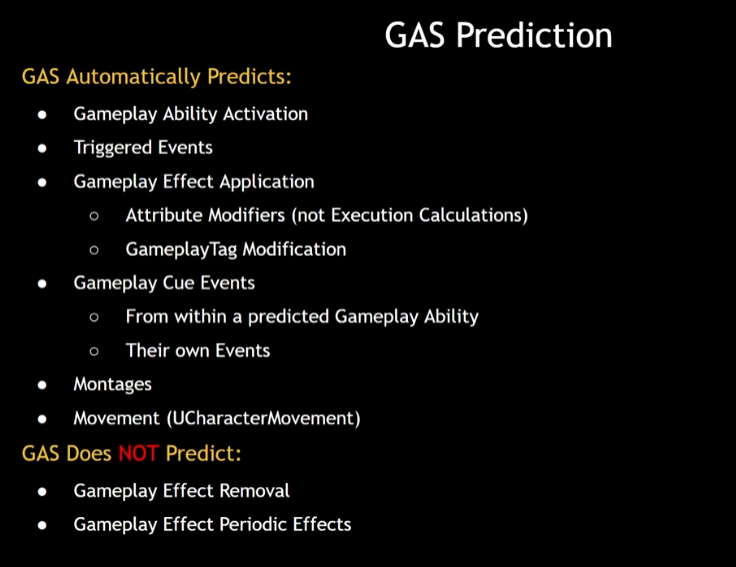 GAS Prediction
GAS Automatically Predicts:
● Gameplay Ability Activation
● Triggered Events
● Gameplay Effect Application
○ Attribute Modifiers (not Execution Calculations)
○ GameplayTag Modification
● Gameplay Cue Events
○ From within a predicted Gameplay Ability
○ Their own Events
● Montages
● Movement (UCharacterMovement)
GAS Does NOT Predict:
● Gameplay Effect Removal
● Gameplay Effect Periodic Effects